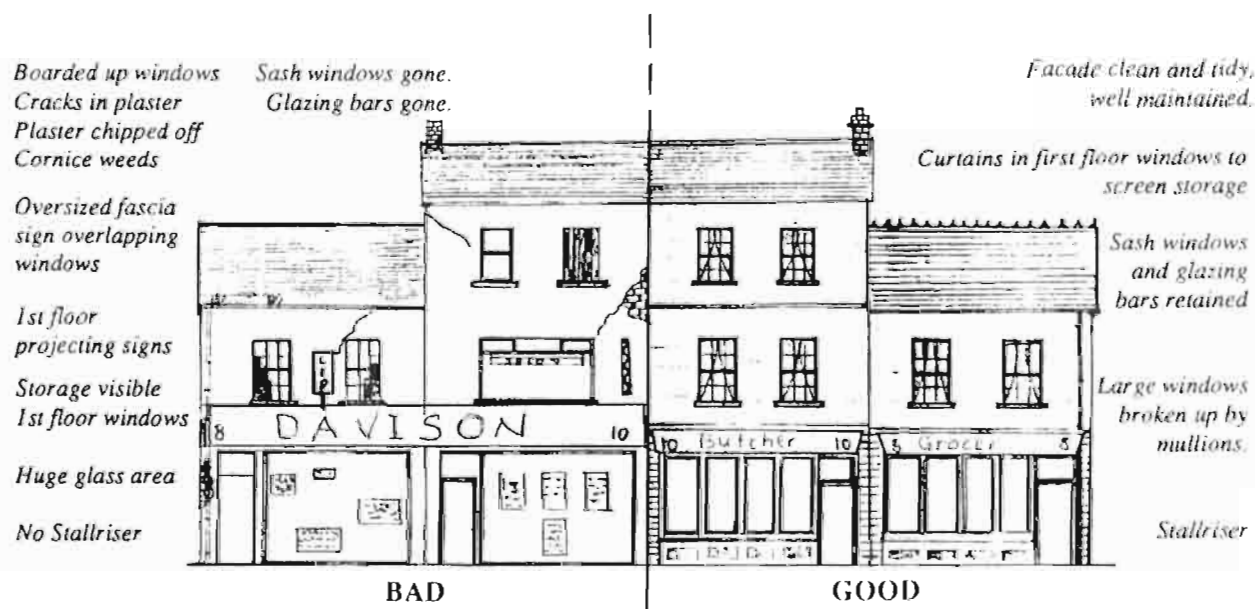 Boarded up windows
Cracks in plaster
Plaster chipped off
Cornice weeds
Oversized fascia
sign overlapping
windows
1st floor
projecting signs
Storage visible
1st floor windows
Huge glass area
No Stallriser
Sash windows gone.
Glazing bars gone.
8 DAVISON 10
10 Butcher 10
8 Grocer 8
Facade clean and tidy,
well maintained.
Curtains in first floor windows to
screen storage
Sash windows
and glazing
bars retained
Large windows
broken up by
mullions.
Stallriser
BAD
GOOD